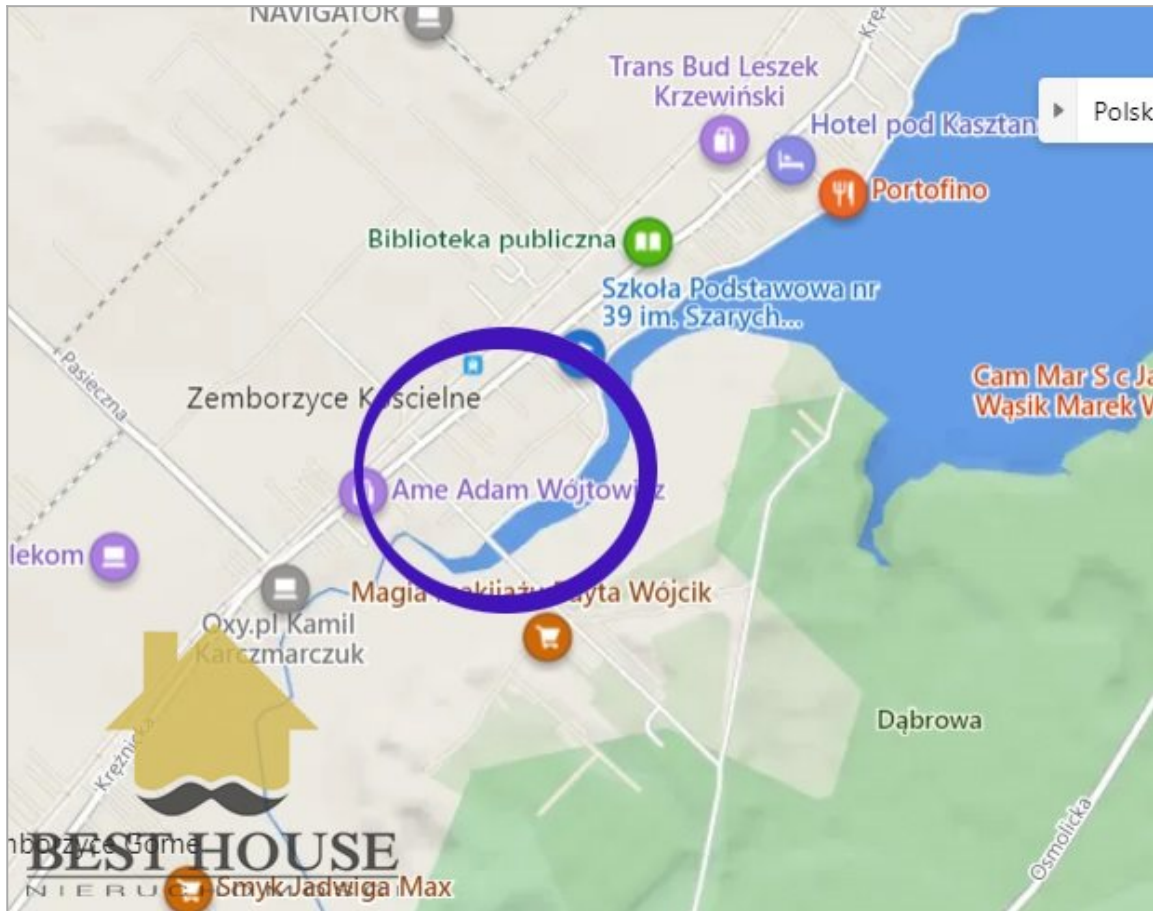 NAVIGATOR
Trans Bud Leszek
Krzewiński
Polsk
Hotel pod Kasztan
Portofino
Biblioteka publiczna
Szkoła Podstawowa nr
39 im. Szarych...
Pasieczna
Zemborzyce Kościelne
Cam Mar S c Ja
Wąsik Marek W
Ame Adam Wójtowicz
lekom
Magia makijażu Edyta Wójcik
Oxy.pl Kamil
Karczmarczuk
Dąbrowa
Krężnicka
Osmolicka
mborzyce Górne
BEST HOUSE
Smyk Jadwiga Max